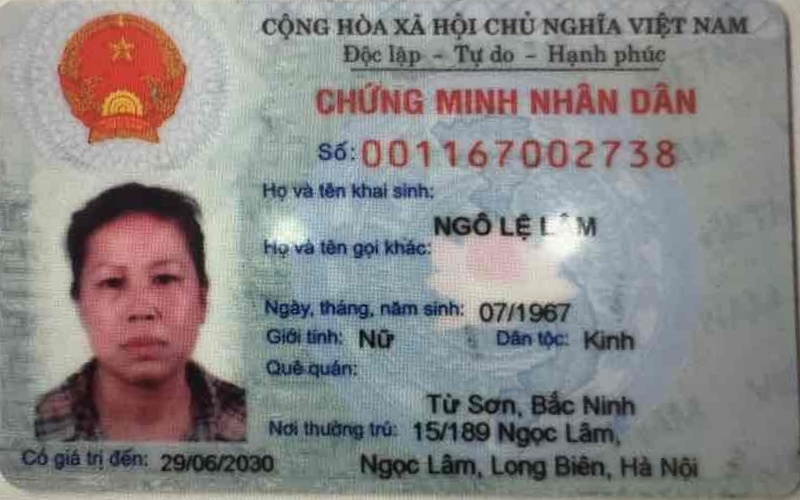 CỘNG HÒA XÃ HỘI CHỦ NGHĨA VIỆT NAM
Độc lập - Tự do - Hạnh phúc
CHỨNG MINH NHÂN DÂN
Số: 001167002738
Họ và tên khai sinh:
NGÔ LỆ LÂM
Họ và tên gọi khác:
Ngày, tháng, năm sinh: 07/1967
Giới tính: Nữ Dân tộc: Kinh
Quê quán:
Từ Sơn, Bắc Ninh
Nơi thường trú: 15/189 Ngọc Lâm,
Ngọc Lâm, Long Biên, Hà Nội
Có giá trị đến: 29/06/2030